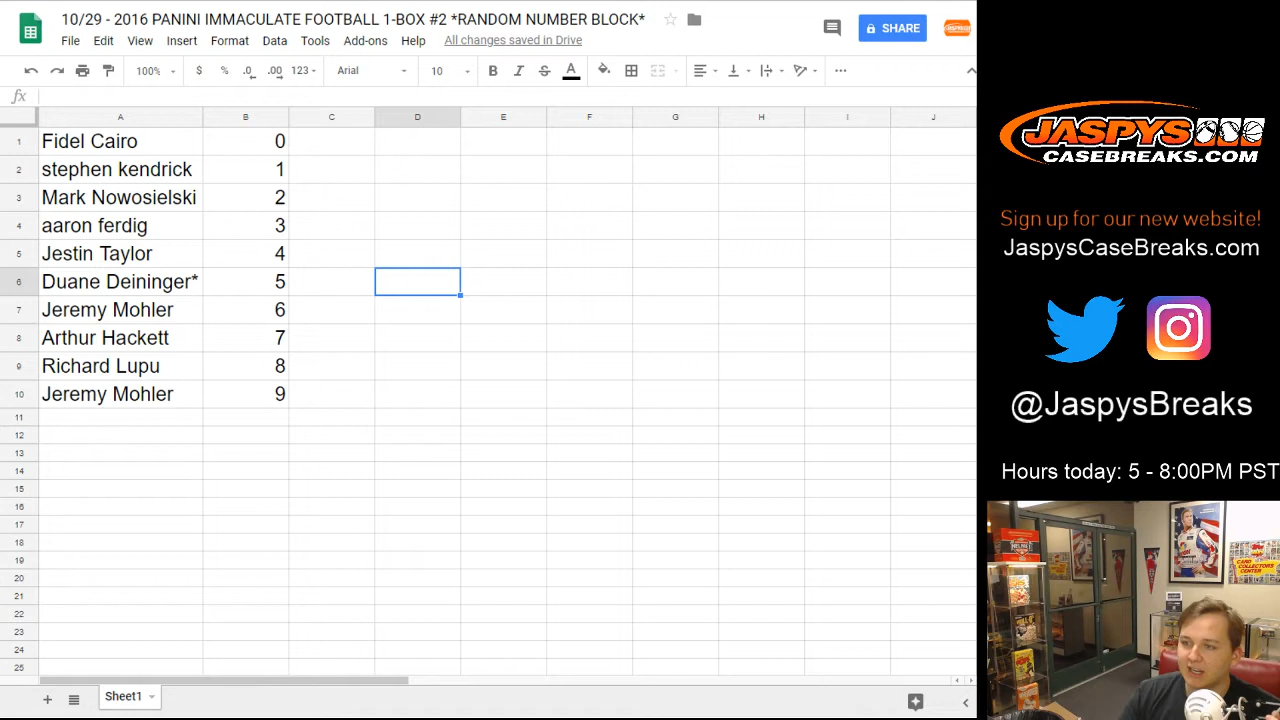 10/29 - 2016 PANINI IMMACULATE FOOTBALL 1-BOX #2 *RANDOM NUMBER BLOCK*
File Edit View Insert Format Data Tools Add-ons Help All changes saved in Drive
SHARE
100% $ % .0 .00 123 Arial 10 B I S A
fx
A B C D E F G H I J
1 Fidel Cairo 0
2 stephen kendrick 1
3 Mark Nowosielski 2
4 aaron ferdig 3
5 Jestin Taylor 4
6 Duane Deininger* 5
7 Jeremy Mohler 6
8 Arthur Hackett 7
9 Richard Lupu 8
10 Jeremy Mohler 9
11
12
13
14
15
16
17
18
19
20
21
22
23
24
25
Sheet1
JASPYS
CASEBREAKS.COM
Sign up for our new website!
JaspysCaseBreaks.com
@JaspysBreaks
Hours today: 5 - 8:00PM PST